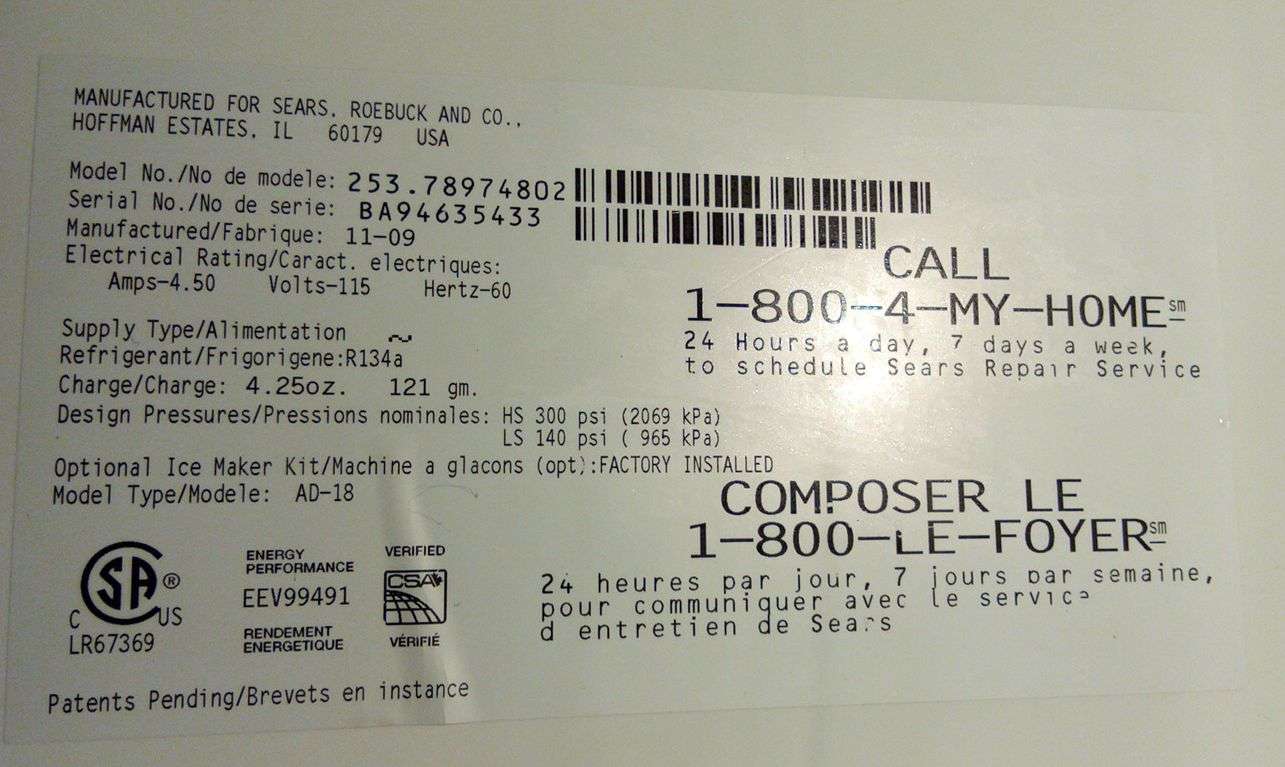 MANUFACTURED FOR SEARS. ROEBUCK AND CO.,
HOFFMAN ESTATES. IL 60179 USA
Model No./No de modele: 253.78974802
Serial No./No de serie: BA94635433
Manufactured/Fabrique: 11-09
Electrical Rating/Caract. electriques:
Amps-4.50 Volts-115 Hertz-60
CALL
1-800-4-MY-HOME℠
24 Hours a day, 7 days a week,
to schedule Sears Repair Service
Supply Type/Alimentation ~
Refrigerant/Frigorigene:R134a
Charge/Charge: 4.25oz. 121 gm.
Design Pressures/Pressions nominales: HS 300 psi (2069 kPa)
LS 140 psi ( 965 kPa)
Optional Ice Maker Kit/Machine a glacons (opt):FACTORY INSTALLED
Model Type/Modele: AD-18
COMPOSER LE
1-800-LE-FOYER℠
24 heures par jour, 7 jours par semaine,
pour communiquer avec le service
d entretien de Sears
CSA®
C US
LR67369
ENERGY
PERFORMANCE
EEV99491
RENDEMENT
ENERGETIQUE
VERIFIED
CSA
VÉRIFIÉ
Patents Pending/Brevets en instance